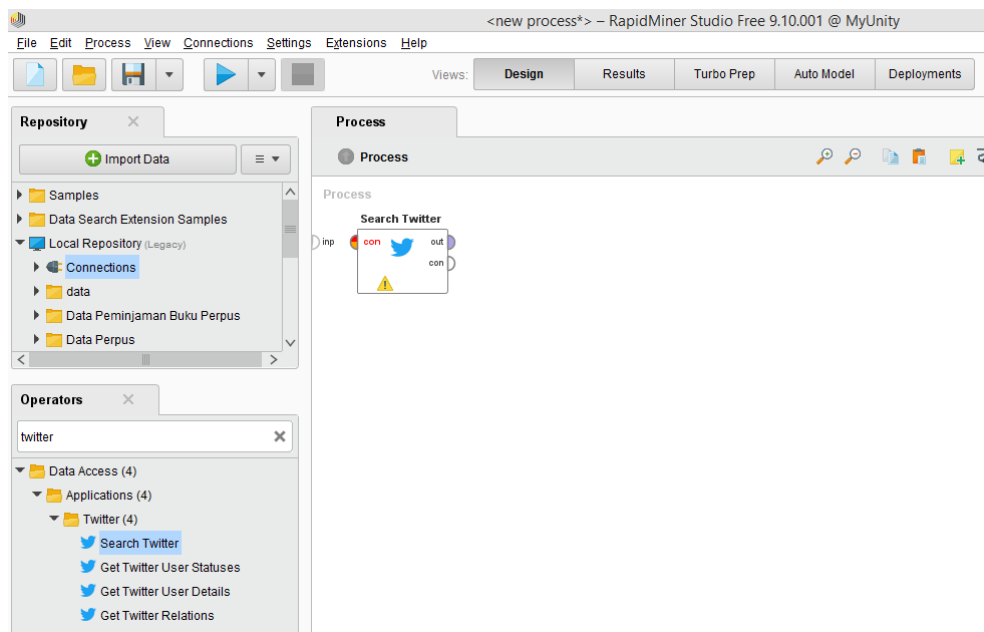 <new process*> – RapidMiner Studio Free 9.10.001 @ MyUnity
File Edit Process View Connections Settings Extensions Help
Views: Design Results Turbo Prep Auto Model Deployments
Repository
Import Data
Samples
Data Search Extension Samples
Local Repository (Legacy)
Connections
data
Data Peminjaman Buku Perpus
Data Perpus
Operators
twitter
Data Access (4)
Applications (4)
Twitter (4)
Search Twitter
Get Twitter User Statuses
Get Twitter User Details
Get Twitter Relations
Process
Process
Process
Search Twitter
inp con out
con